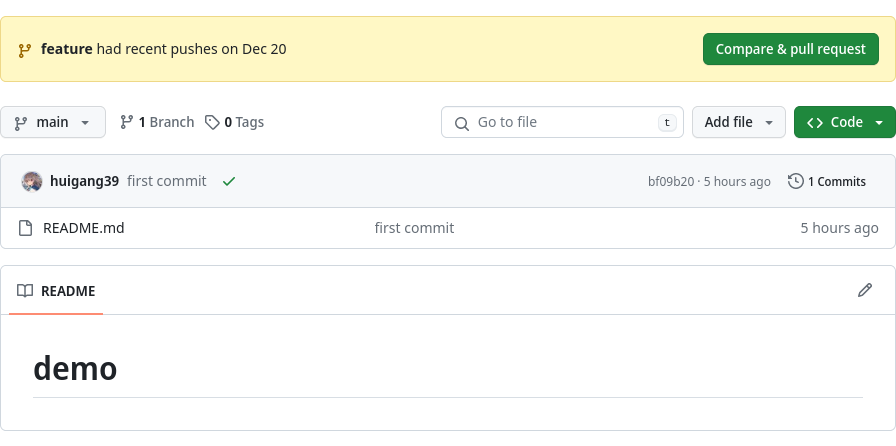 feature had recent pushes on Dec 20 Compare & pull request
main 1 Branch 0 Tags Go to file t Add file Code
huigang39 first commit bf09b20 · 5 hours ago 1 Commits
README.md first commit 5 hours ago
README
demo